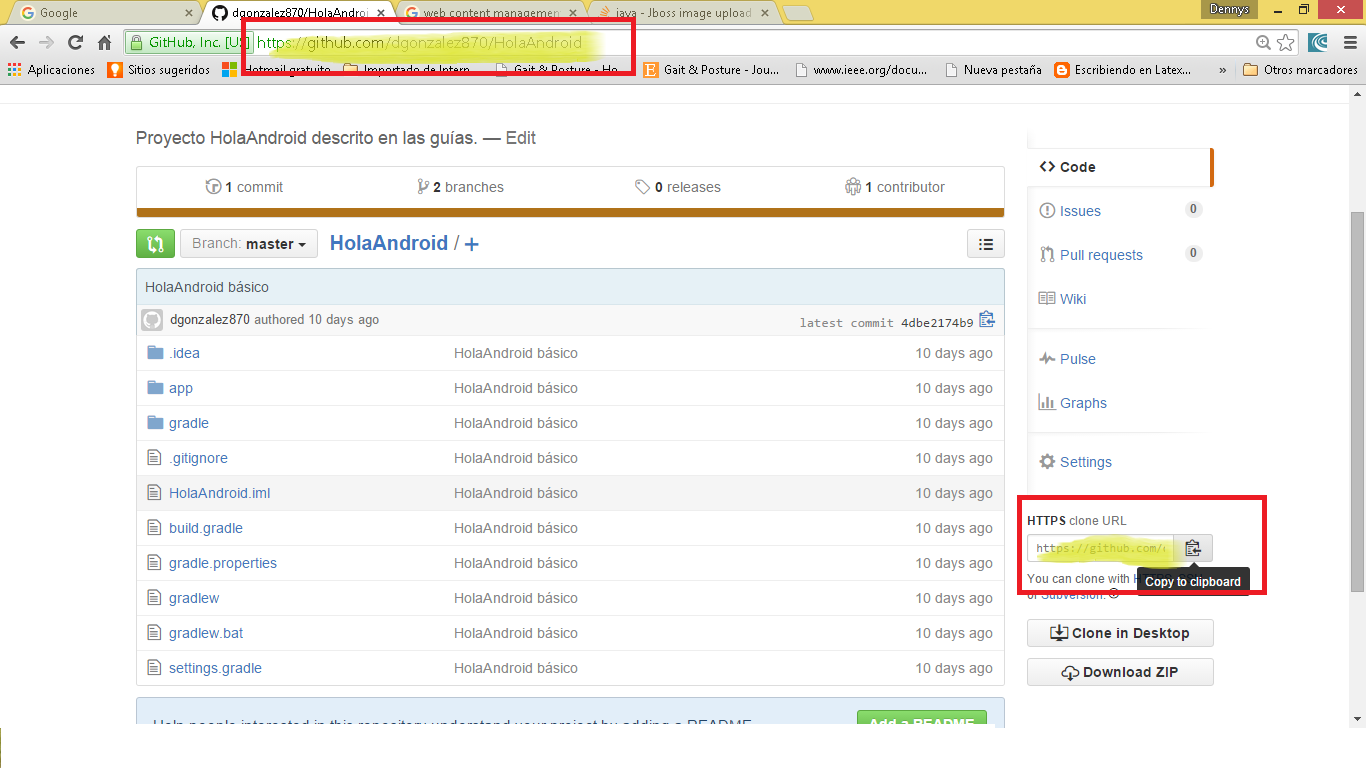 Google
dgonzalez870/HolaAndroi
web content managemen
java - Jboss image upload
Dennys
GitHub, Inc. [US] https://github.com/dgonzalez870/HolaAndroid
Aplicaciones Sitios sugeridos Hotmail gratuito Importado de Intern Gait & Posture - Ho Gait & Posture - Jou... www.ieee.org/docu... Nueva pestaña Escribiendo en Latex... » Otros marcadores
Proyecto HolaAndroid descrito en las guías. — Edit
1 commit 2 branches 0 releases 1 contributor
Branch: master HolaAndroid / +
HolaAndroid básico
dgonzalez870 authored 10 days ago latest commit 4dbe2174b9
.idea HolaAndroid básico 10 days ago
app HolaAndroid básico 10 days ago
gradle HolaAndroid básico 10 days ago
.gitignore HolaAndroid básico 10 days ago
HolaAndroid.iml HolaAndroid básico 10 days ago
build.gradle HolaAndroid básico 10 days ago
gradle.properties HolaAndroid básico 10 days ago
gradlew HolaAndroid básico 10 days ago
gradlew.bat HolaAndroid básico 10 days ago
settings.gradle HolaAndroid básico 10 days ago
Help people interested in this repository understand your project by adding a README. Add a README
Code
Issues 0
Pull requests 0
Wiki
Pulse
Graphs
Settings
HTTPS clone URL
https://github.com/
Copy to clipboard
You can clone with
or Subversion.
Clone in Desktop
Download ZIP